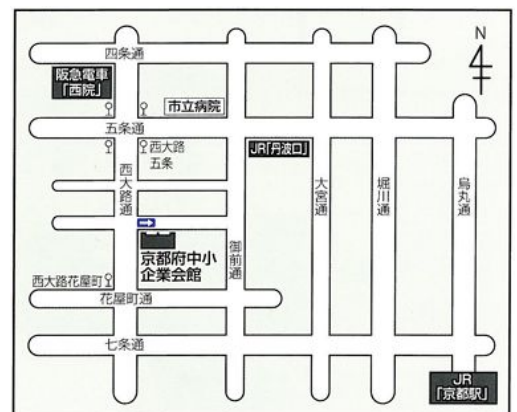 N
四条通
阪急電車
「西院」
市立病院
五条通
西大路
五条
JR「丹波口」
西大路通
大宮通
堀川通
烏丸通
御前通
京都府中小
企業会館
西大路花屋町
花屋町通
七条通
JR
「京都駅」